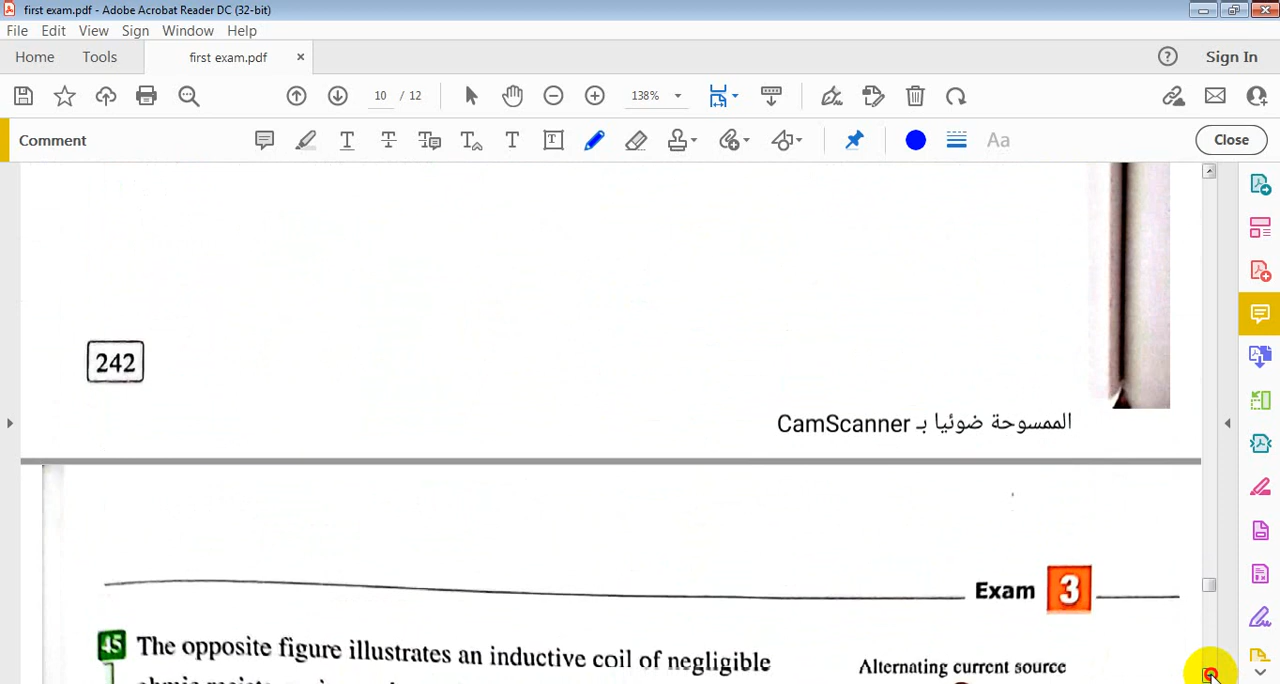 first exam.pdf - Adobe Acrobat Reader DC (32-bit)
File Edit View Sign Window Help
Home Tools first exam.pdf × Sign In
10 / 12 138%
Comment Close
242
الممسوحة ضوئيا بـ CamScanner
Exam 3
45 The opposite figure illustrates an inductive coil of negligible
Alternating current source